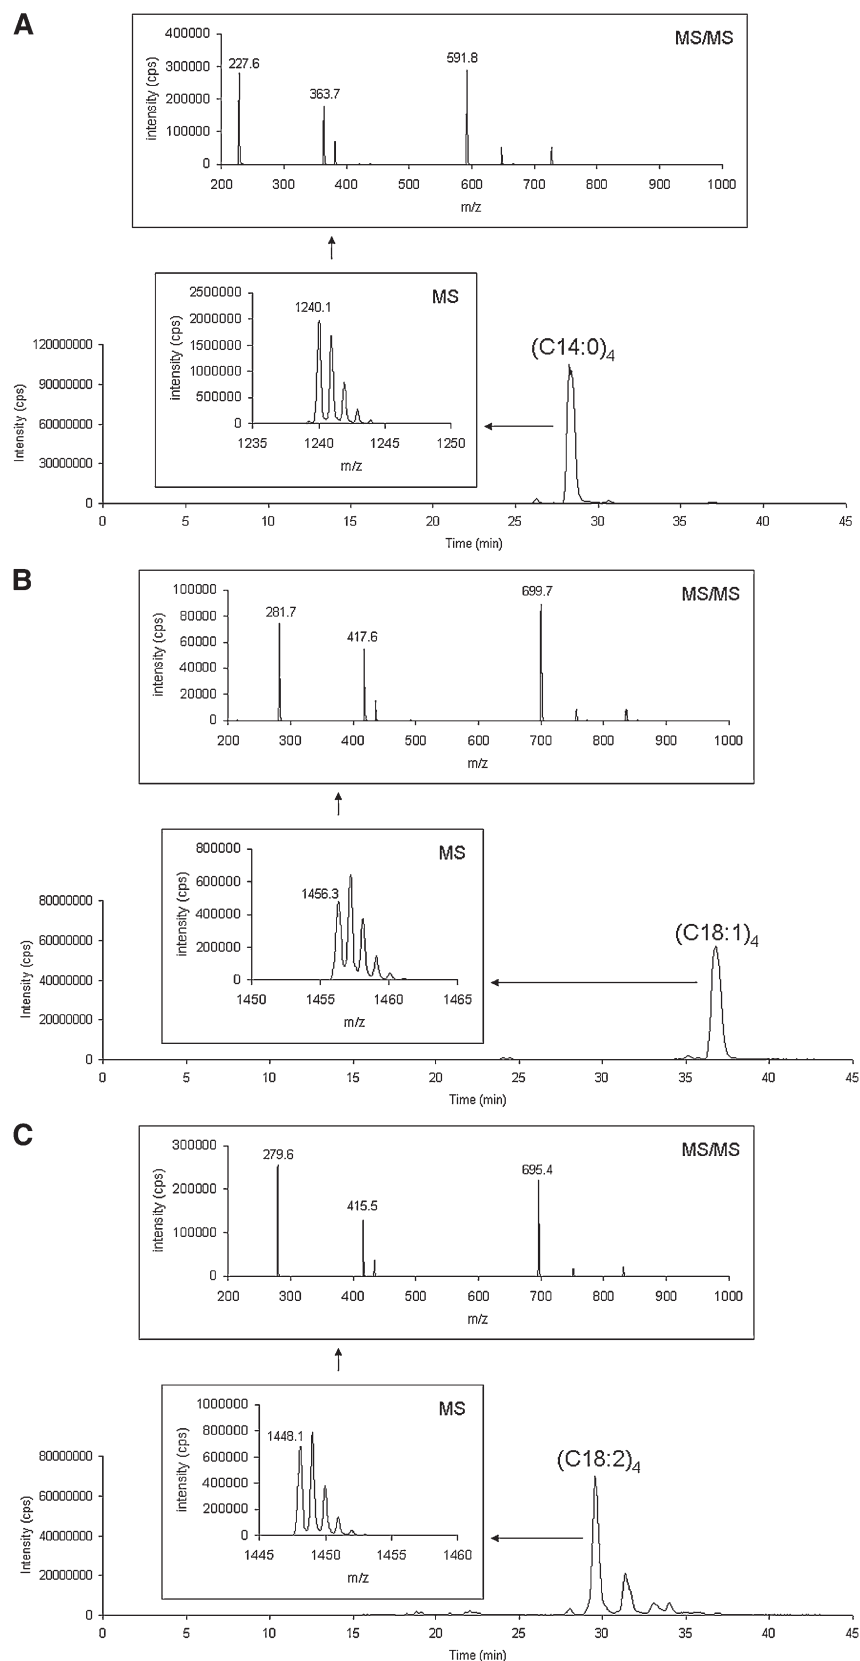 A
MS/MS
intensity (cps)
400000
300000
200000
100000
0
227.6
363.7
591.8
200 300 400 500 600 700 800 900 1000
m/z
MS
intensity (cps)
2500000
2000000
1500000
1000000
500000
0
1240.1
1235 1240 1245 1250
m/z
(C14:0)4
Intensity (cps)
120000000
90000000
60000000
30000000
0
0 5 10 15 20 25 30 35 40 45
Time (min)
B
MS/MS
intensity (cps)
100000
80000
60000
40000
20000
0
281.7
417.6
699.7
200 300 400 500 600 700 800 900 1000
m/z
MS
intensity (cps)
800000
600000
400000
200000
0
1456.3
1450 1455 1460 1465
m/z
(C18:1)4
Intensity (cps)
80000000
60000000
40000000
20000000
0
0 5 10 15 20 25 30 35 40 45
Time (min)
C
MS/MS
intensity (cps)
300000
200000
100000
0
279.6
415.5
695.4
200 300 400 500 600 700 800 900 1000
m/z
MS
intensity (cps)
1000000
800000
600000
400000
200000
0
1448.1
1445 1450 1455 1460
m/z
(C18:2)4
Intensity (cps)
80000000
60000000
40000000
20000000
0
0 5 10 15 20 25 30 35 40 45
Time (min)